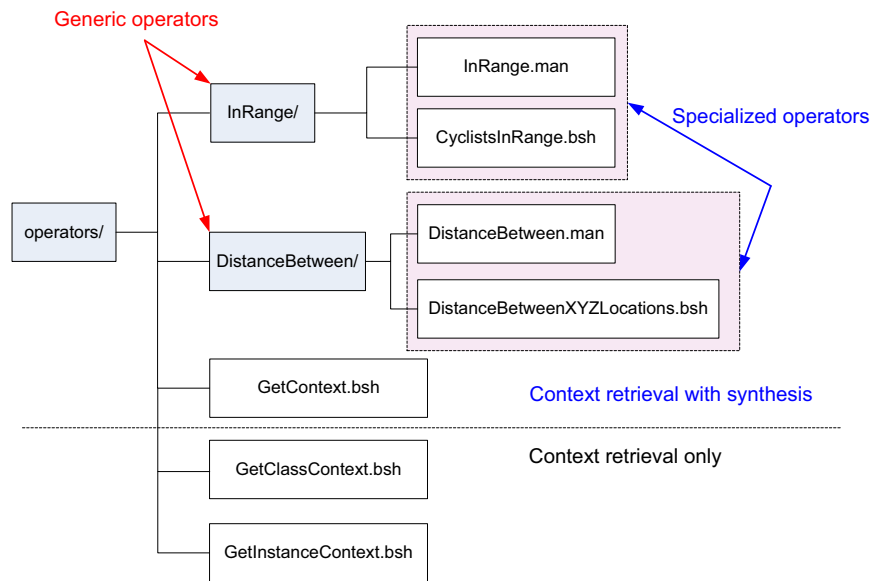 Generic operators
InRange.man
InRange/
Specialized operators
CyclistsInRange.bsh
operators/
DistanceBetween.man
DistanceBetween/
DistanceBetweenXYZLocations.bsh
GetContext.bsh
Context retrieval with synthesis
Context retrieval only
GetClassContext.bsh
GetInstanceContext.bsh